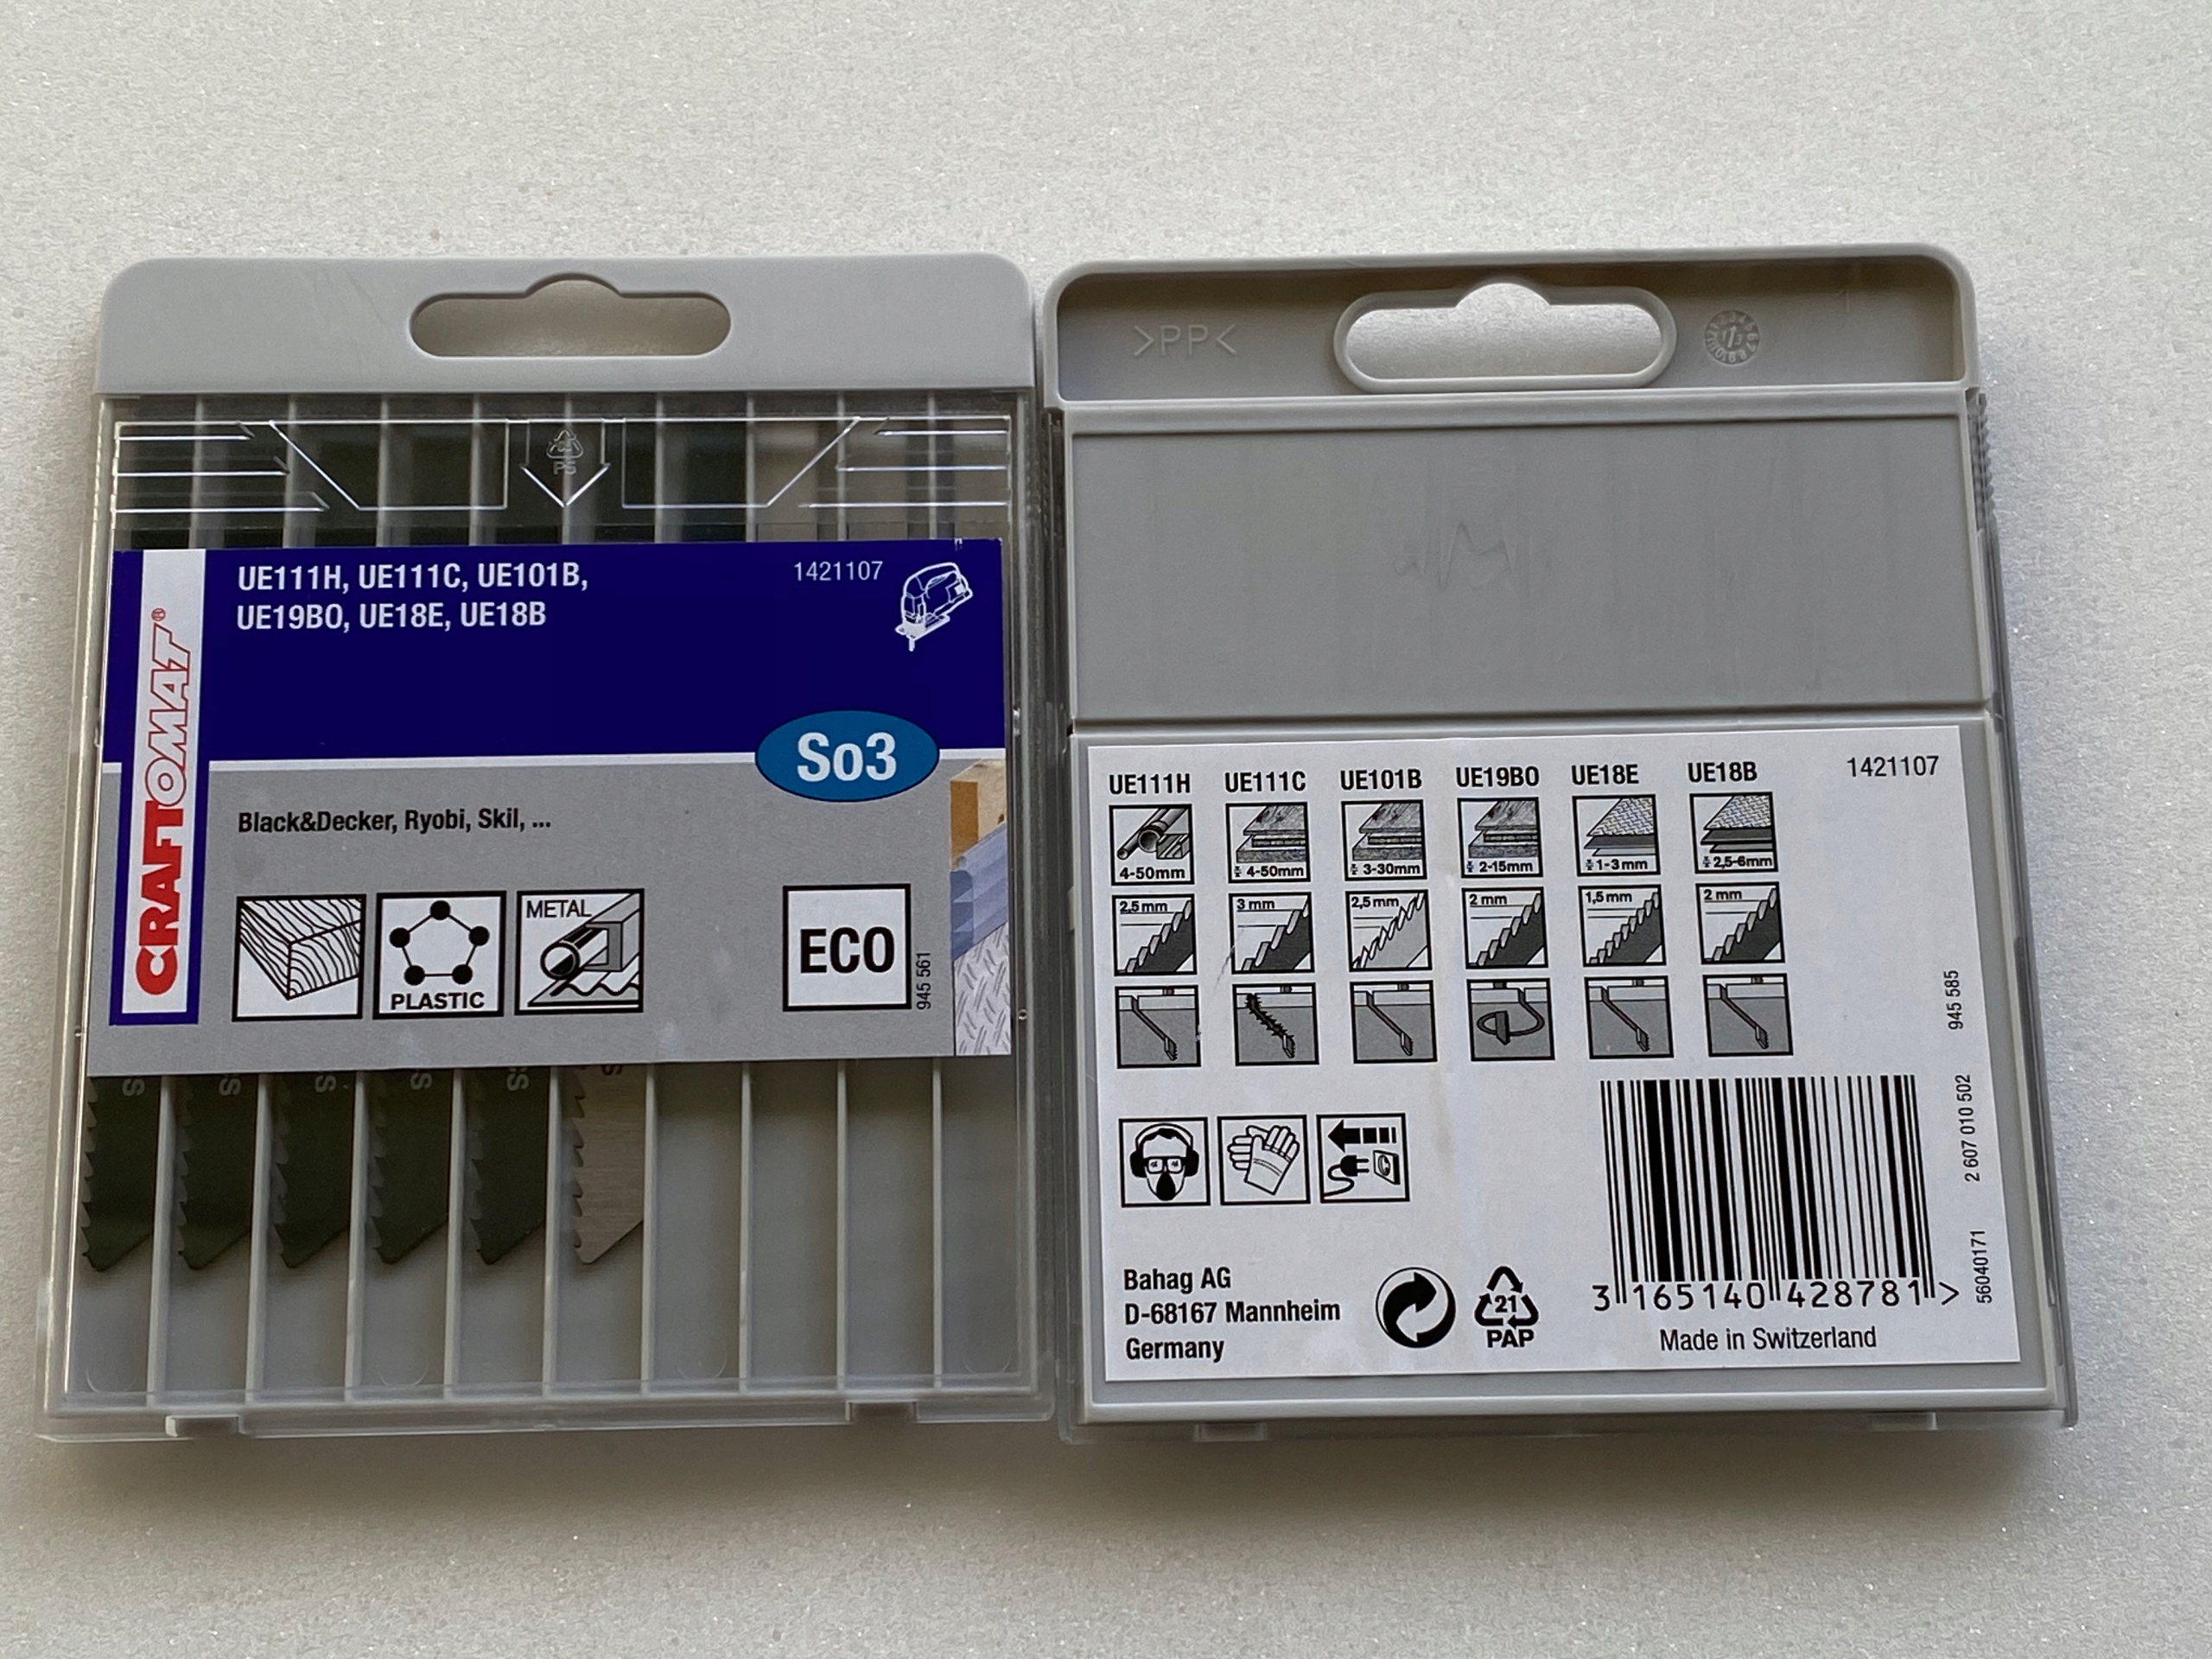 PS
UE111H, UE111C, UE101B,
UE19BO, UE18E, UE18B
1421107
CRAFTOMAT®
So3
Black&Decker, Ryobi, Skil, ...
PLASTIC
METAL
ECO
945 561
S
S
S
S
S
S
>PP<
UE111H UE111C UE101B UE19BO UE18E UE18B
1421107
4-50mm 4-50mm 3-30mm 2-15mm 1-3mm 2,5-6mm
2,5 mm 3 mm 2,5 mm 2 mm 1,5 mm 2 mm
945 585
2 607 010 502
56040171
Bahag AG
D-68167 Mannheim
Germany
21
PAP
3 165140 428781 >
Made in Switzerland